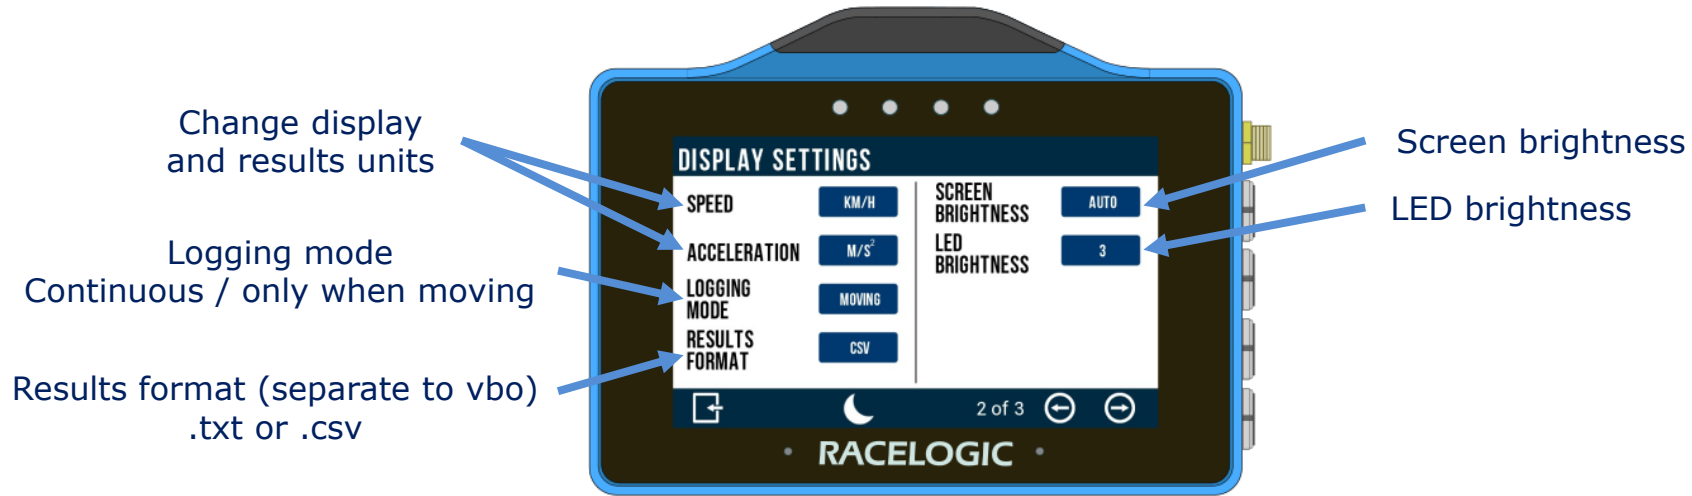 Change display
and results units
Logging mode
Continuous / only when moving
Results format (separate to vbo)
.txt or .csv
DISPLAY SETTINGS
SPEED
KM/H
ACCELERATION
M/S²
LOGGING
MODE
MOVING
RESULTS
FORMAT
CSV
SCREEN
BRIGHTNESS
AUTO
LED
BRIGHTNESS
3
2 of 3
RACELOGIC
Screen brightness
LED brightness